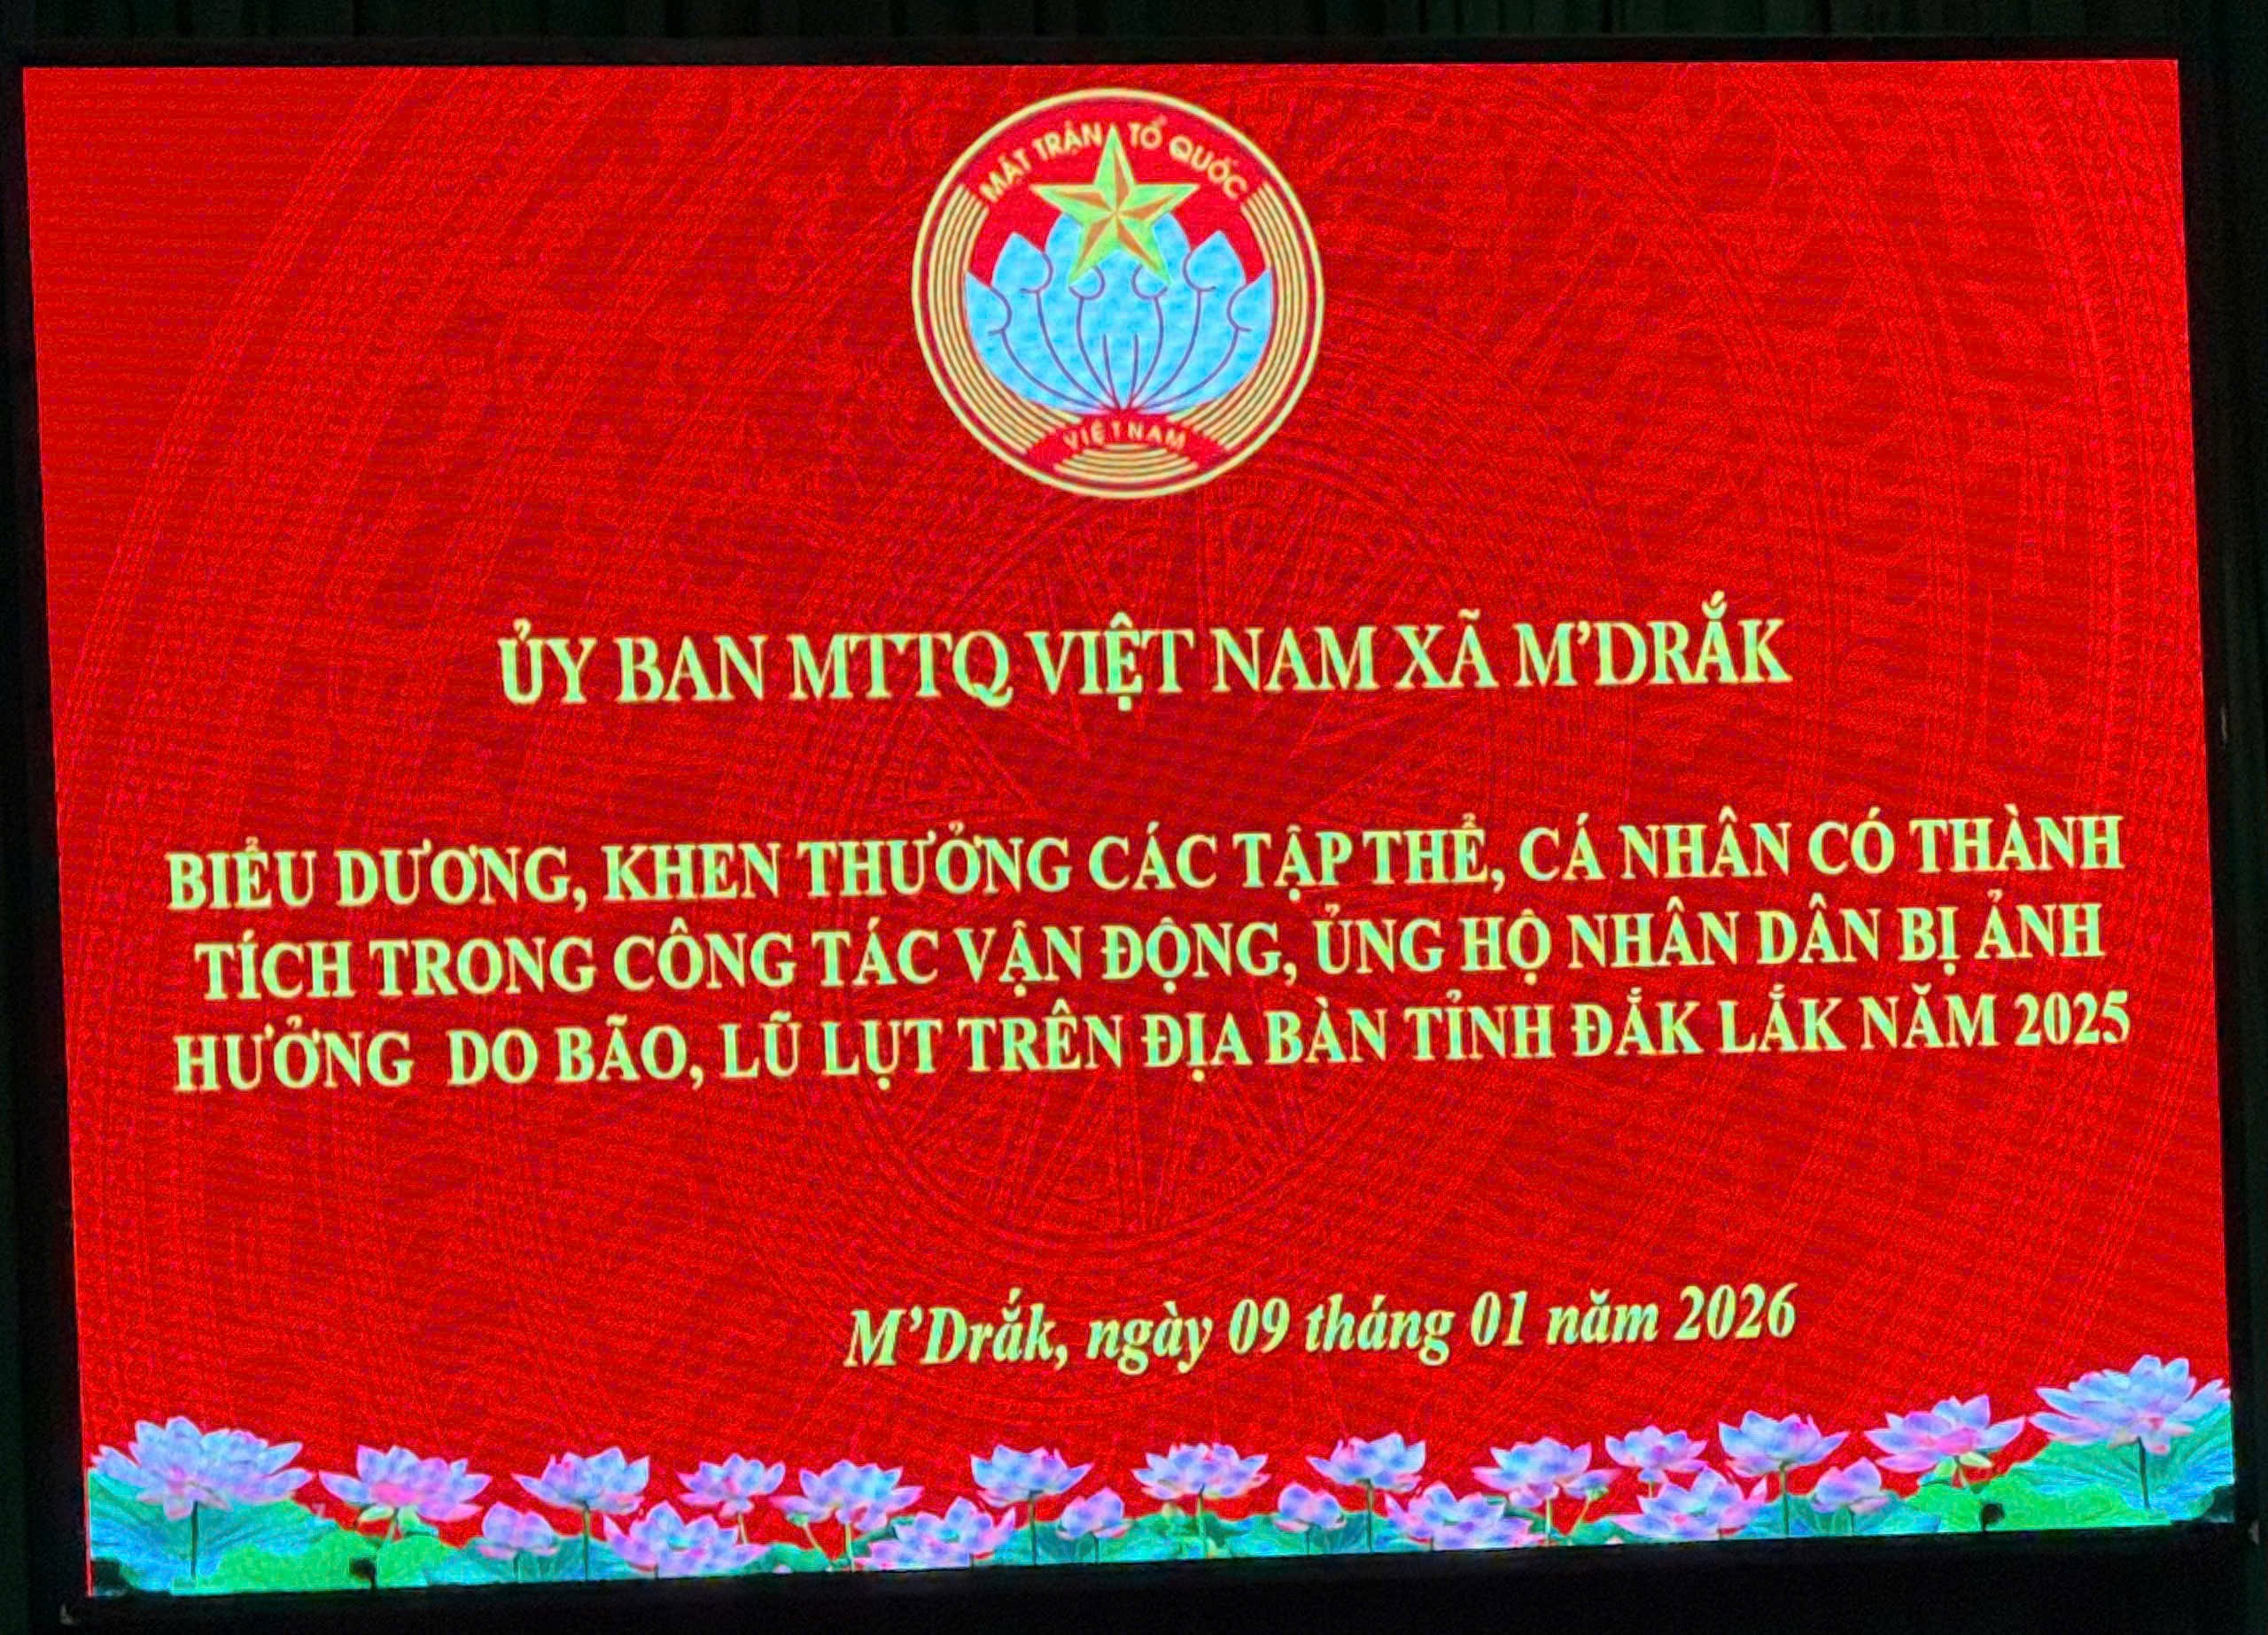 MẶT TRẬN TỔ QUỐC
VIỆT NAM
ỦY BAN MTTQ VIỆT NAM XÃ M'DRẮK
BIỂU DƯƠNG, KHEN THƯỞNG CÁC TẬP THỂ, CÁ NHÂN CÓ THÀNH
TÍCH TRONG CÔNG TÁC VẬN ĐỘNG, ỦNG HỘ NHÂN DÂN BỊ ẢNH
HƯỞNG DO BÃO, LŨ LỤT TRÊN ĐỊA BÀN TỈNH ĐẮK LẮK NĂM 2025
M'Drắk, ngày 09 tháng 01 năm 2026